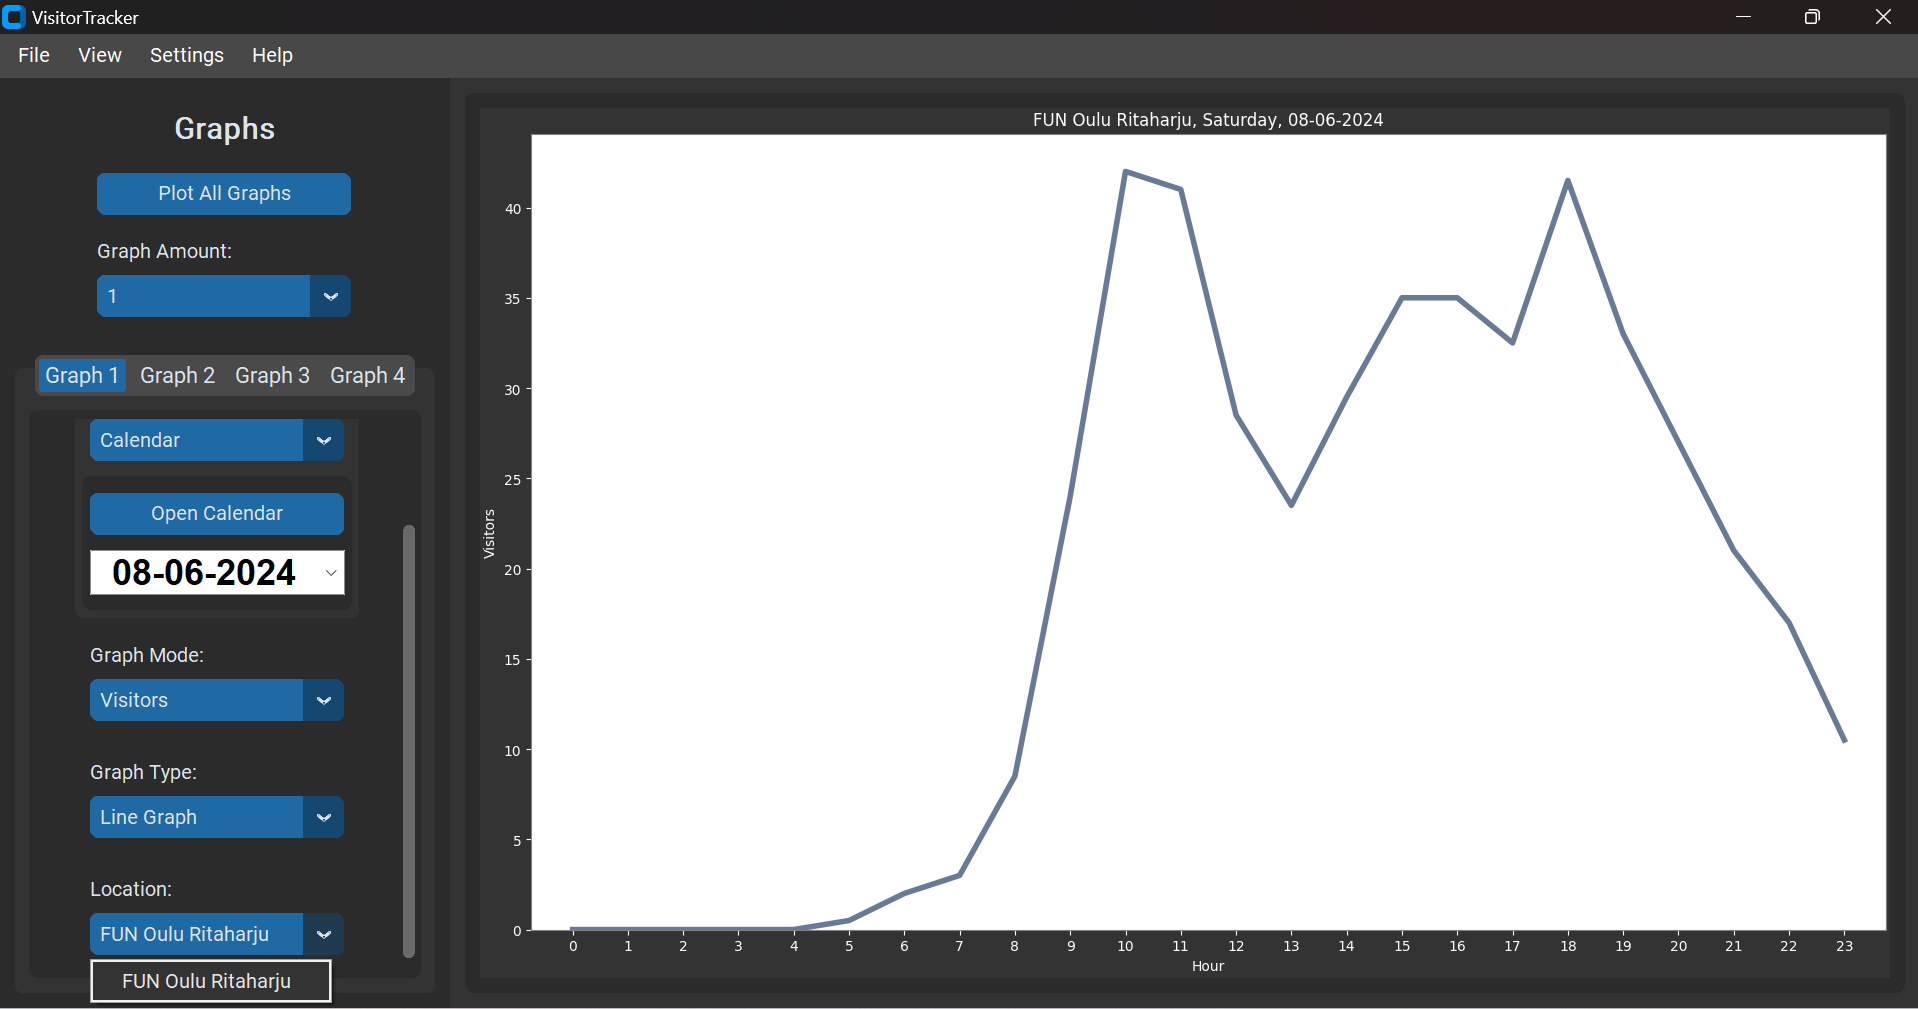 VisitorTracker
File View Settings Help
Graphs
Plot All Graphs
Graph Amount:
1
Graph 1 Graph 2 Graph 3 Graph 4
Calendar
Open Calendar
08-06-2024
Graph Mode:
Visitors
Graph Type:
Line Graph
Location:
FUN Oulu Ritaharju
FUN Oulu Ritaharju
FUN Oulu Ritaharju, Saturday, 08-06-2024
Visitors
40
35
30
25
20
15
10
5
0
0 1 2 3 4 5 6 7 8 9 10 11 12 13 14 15 16 17 18 19 20 21 22 23
Hour